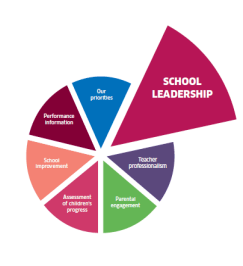 SCHOOL
LEADERSHIP
Our
priorities
Performance
information
School
improvement
Teacher
professionalism
Assessment
of children's
progress
Parental
engagement